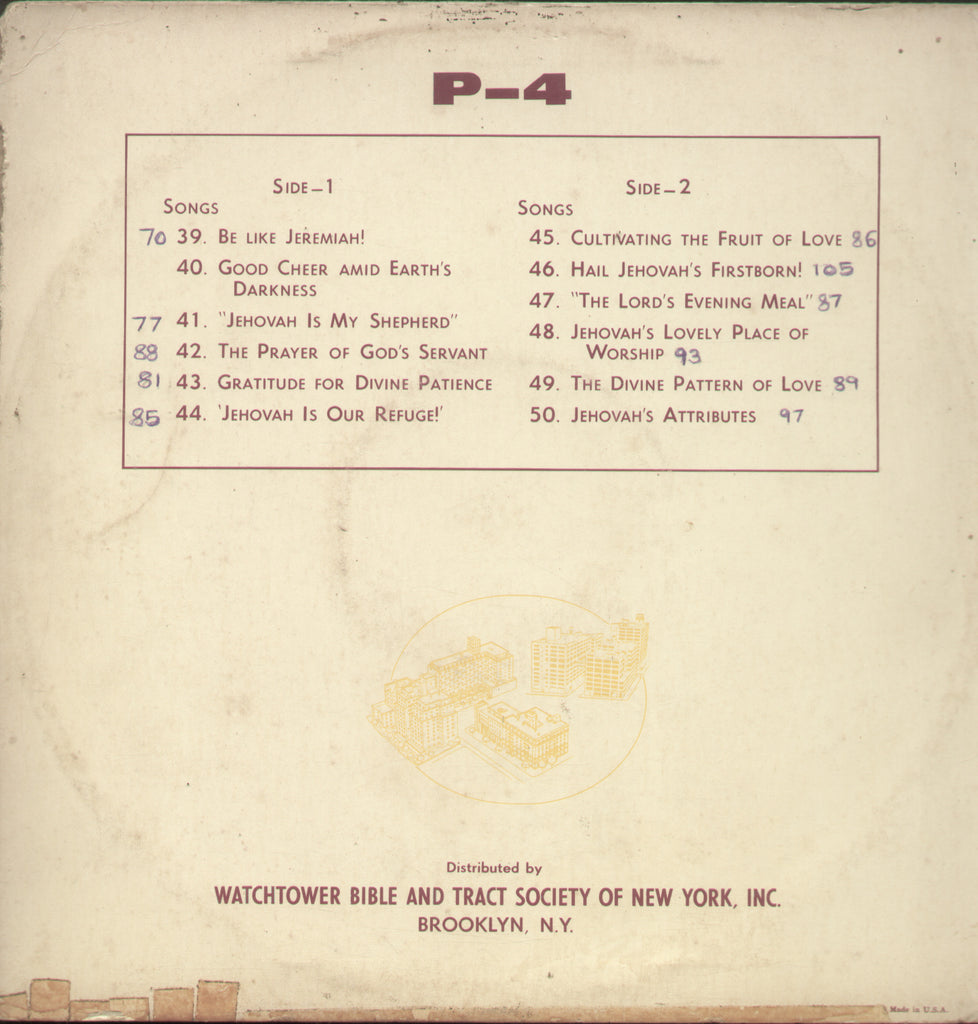 P–4
SIDE–1
SONGS
70 39. BE LIKE JEREMIAH!
40. GOOD CHEER AMID EARTH'S
DARKNESS
77 41. "JEHOVAH IS MY SHEPHERD"
88 42. THE PRAYER OF GOD'S SERVANT
81 43. GRATITUDE FOR DIVINE PATIENCE
85 44. 'JEHOVAH IS OUR REFUGE!'
SIDE–2
SONGS
45. CULTIVATING THE FRUIT OF LOVE 86
46. HAIL JEHOVAH'S FIRSTBORN! 105
47. "THE LORD'S EVENING MEAL" 87
48. JEHOVAH'S LOVELY PLACE OF
WORSHIP 93
49. THE DIVINE PATTERN OF LOVE 89
50. JEHOVAH'S ATTRIBUTES 97
Distributed by
WATCHTOWER BIBLE AND TRACT SOCIETY OF NEW YORK, INC.
BROOKLYN, N.Y.
Made in U.S.A.